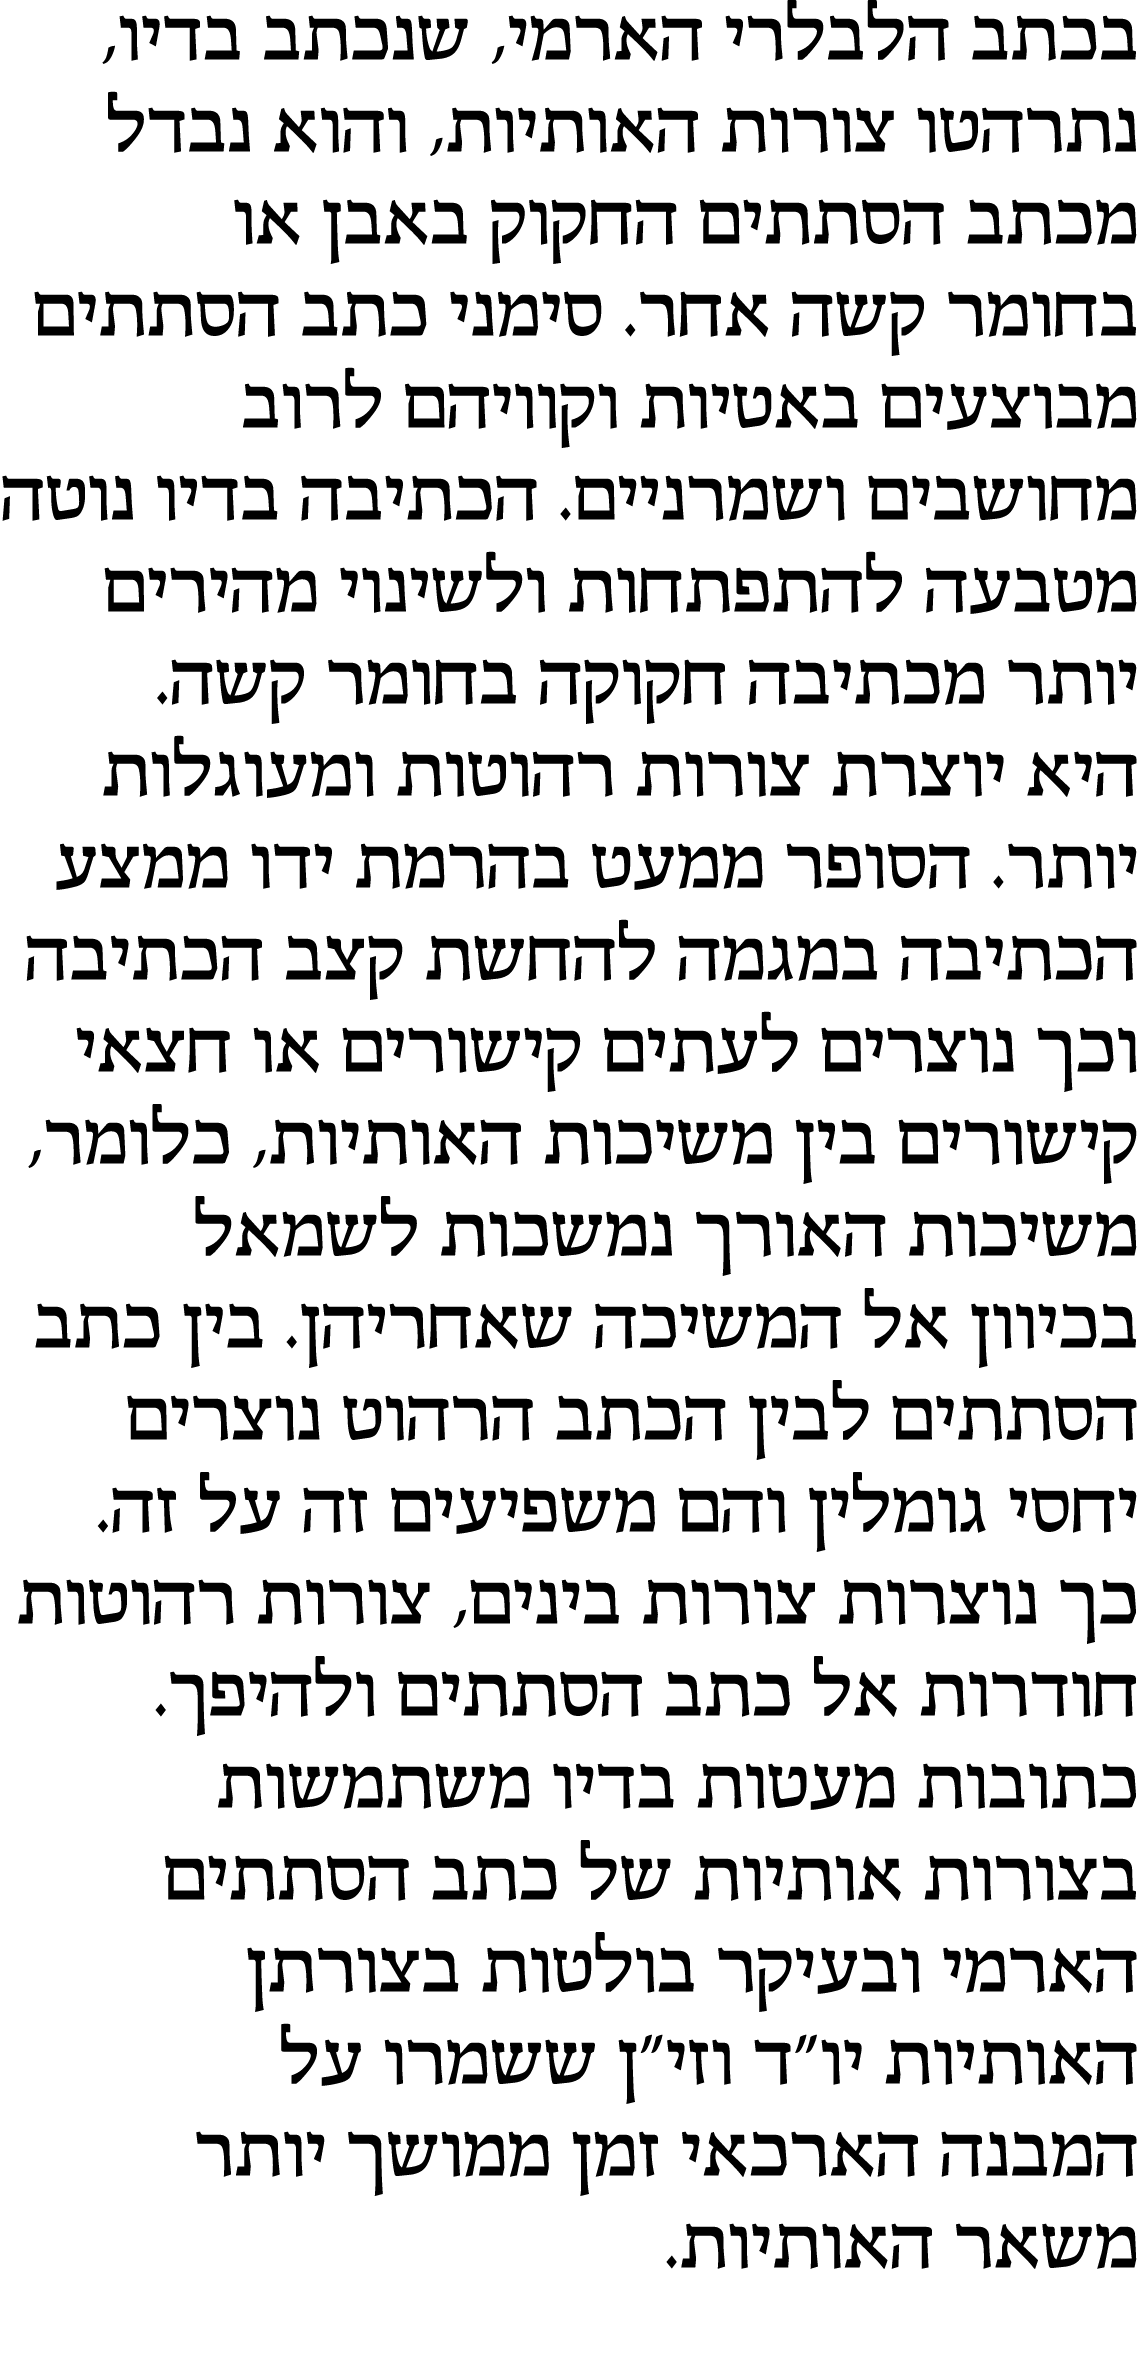 בכתב הלבלרי הארמי, שנכתב בדיו,
נתרהטו צורות האותיות, והוא נבדל
מכתב הסתתים החקוק באבן או
בחומר קשה אחר. סימני כתב הסתתים
מבוצעים באטיות וקוויהם לרוב
מחושבים ושמרניים. הכתיבה בדיו נוטה
מטבעה להתפתחות ולשינוי מהירים
יותר מכתיבה חקוקה בחומר קשה.
היא יוצרת צורות רהוטות ומעוגלות
יותר. הסופר ממעט בהרמת ידו ממצע
הכתיבה במגמה להחשת קצב הכתיבה
וכך נוצרים לעתים קישורים או חצאי
קישורים בין משיכות האותיות, כלומר,
משיכות האורך נמשכות לשמאל
בכיוון אל המשיכה שאחריהן. בין כתב
הסתתים לבין הכתב הרהוט נוצרים
יחסי גומלין והם משפיעים זה על זה.
כך נוצרות צורות בינים, צורות רהוטות
חודרות אל כתב הסתתים ולהיפך.
כתובות מעטות בדיו משתמשות
בצורות אותיות של כתב הסתתים
הארמי ובעיקר בולטות בצורתן
האותיות יו״ד וזי״ן ששמרו על
המבנה הארכאי זמן ממושך יותר
משאר האותיות.